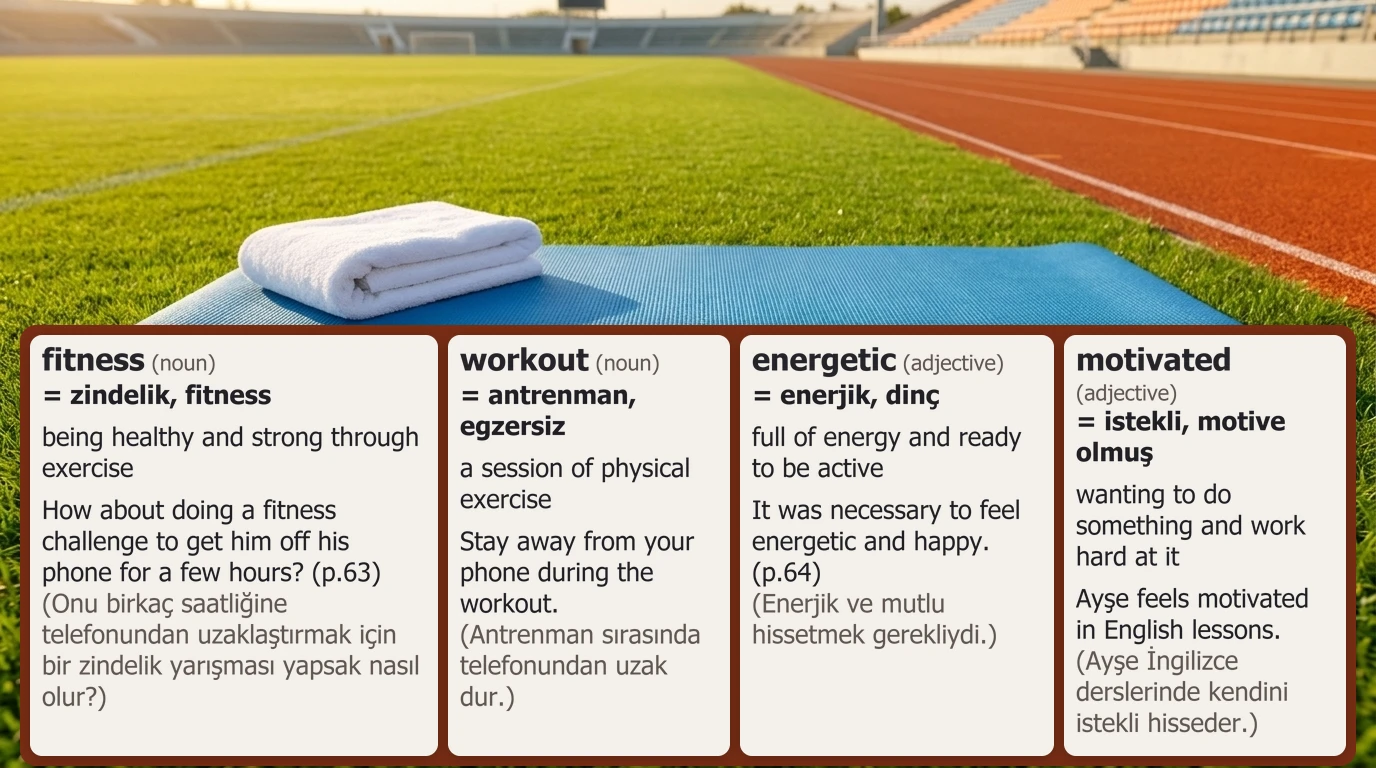 fitness (noun)
= zindelik, fitness
being healthy and strong through
exercise
How about doing a fitness
challenge to get him off his
phone for a few hours? (p.63)
(Onu birkaç saatliğine
telefonundan uzaklaştırmak için
bir zindelik yarışması yapsak nasıl
olur?)
workout (noun)
= antrenman,
egzersiz
a session of physical
exercise
Stay away from your
phone during the
workout.
(Antrenman sırasında
telefonundan uzak
dur.)
energetic (adjective)
= enerjik, dinç
full of energy and ready
to be active
It was necessary to feel
energetic and happy.
(p.64)
(Enerjik ve mutlu
hissetmek gerekliydi.)
motivated
(adjective)
= istekli, motive
olmuş
wanting to do
something and work
hard at it
Ayşe feels motivated
in English lessons.
(Ayşe İngilizce
derslerinde kendini
istekli hisseder.)